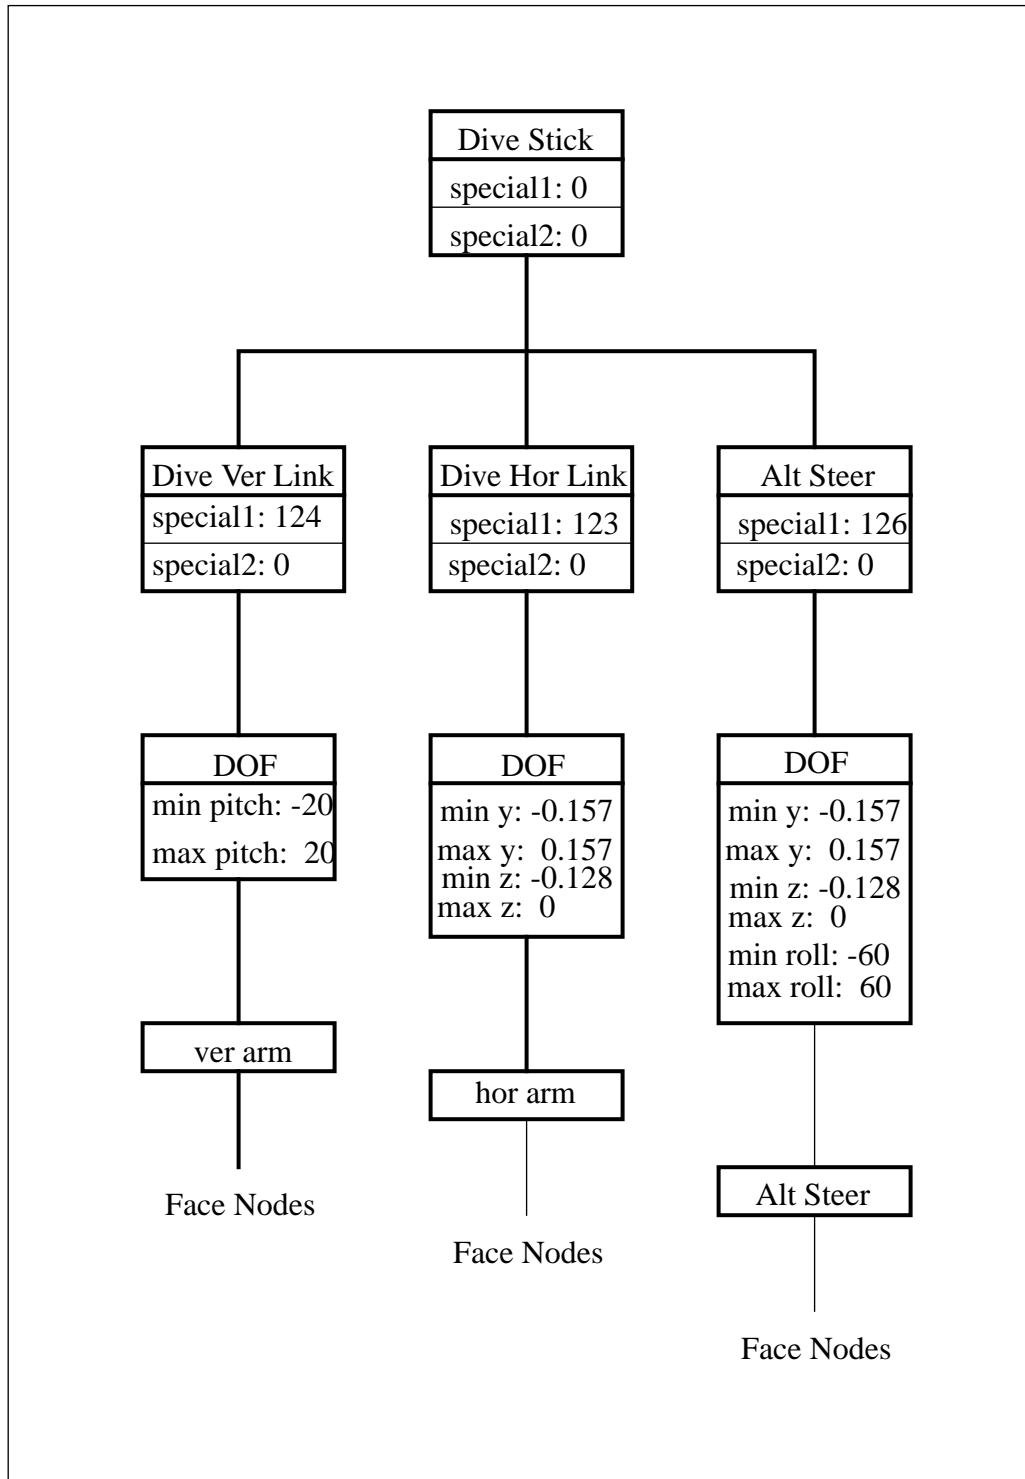 Dive Stick
special1: 0
special2: 0
Dive Ver Link
special1: 124
special2: 0
Dive Hor Link
special1: 123
special2: 0
Alt Steer
special1: 126
special2: 0
DOF
min pitch: -20
max pitch: 20
DOF
min y: -0.157
max y: 0.157
min z: -0.128
max z: 0
DOF
min y: -0.157
max y: 0.157
min z: -0.128
max z: 0
min roll: -60
max roll: 60
ver arm
Face Nodes
hor arm
Face Nodes
Alt Steer
Face Nodes